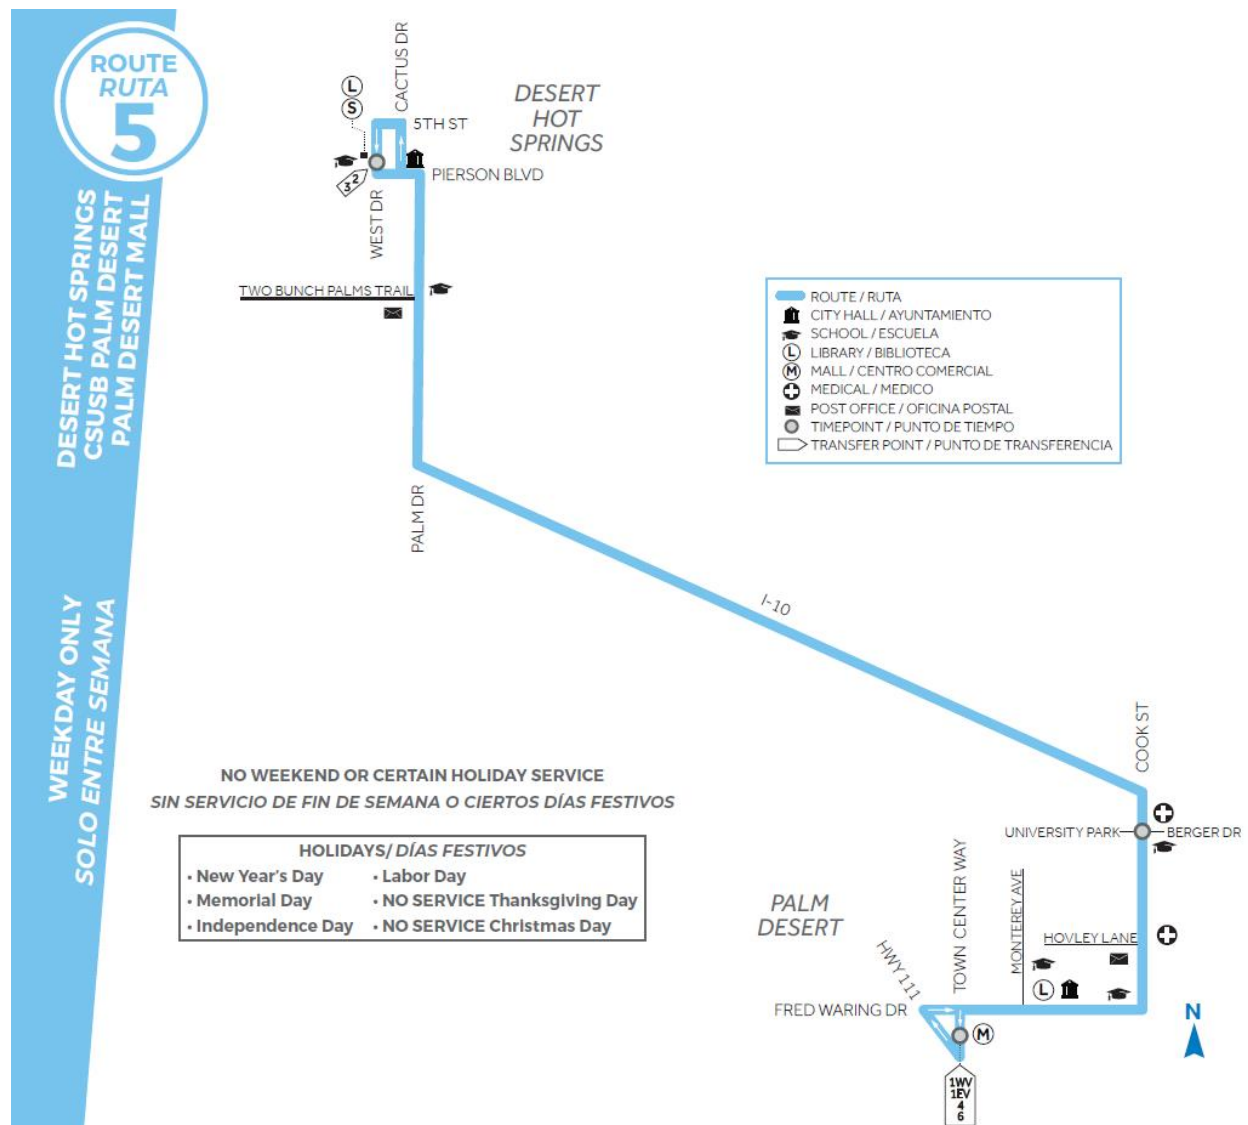 ROUTE
RUTA
5
DESERT HOT SPRINGS
CSUSB PALM DESERT
PALM DESERT MALL
WEEKDAY ONLY
SOLO ENTRE SEMANA
CACTUS DR
L
S
5TH ST
DESERT
HOT
SPRINGS
PIERSON BLVD
3 2
WEST DR
TWO BUNCH PALMS TRAIL
PALM DR
I-10
ROUTE / RUTA
CITY HALL / AYUNTAMIENTO
SCHOOL / ESCUELA
L LIBRARY / BIBLIOTECA
M MALL / CENTRO COMERCIAL
MEDICAL / MEDICO
POST OFFICE / OFICINA POSTAL
TIMEPOINT / PUNTO DE TIEMPO
TRANSFER POINT / PUNTO DE TRANSFERENCIA
COOK ST
UNIVERSITY PARK
BERGER DR
NO WEEKEND OR CERTAIN HOLIDAY SERVICE
SIN SERVICIO DE FIN DE SEMANA O CIERTOS DÍAS FESTIVOS
HOLIDAYS/ DÍAS FESTIVOS
• New Year's Day • Labor Day
• Memorial Day • NO SERVICE Thanksgiving Day
• Independence Day • NO SERVICE Christmas Day
PALM
DESERT
HWY 111
TOWN CENTER WAY
MONTEREY AVE
HOVLEY LANE
L
FRED WARING DR
M
1WV
1EV
4
6
N